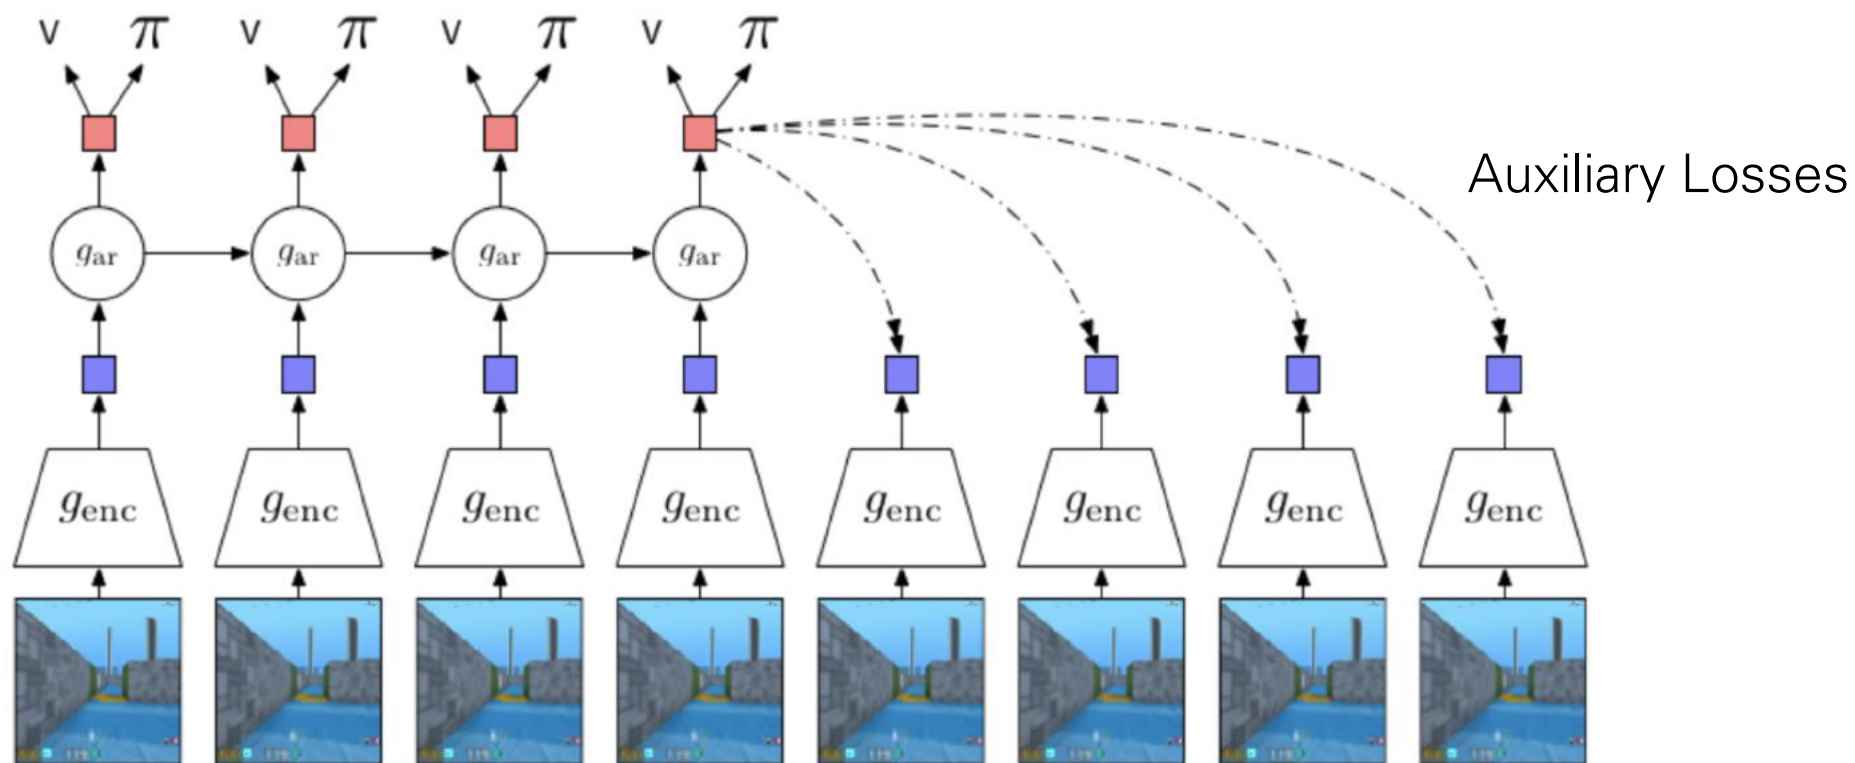 v π v π v π v π
Auxiliary Losses
g_ar g_ar g_ar g_ar
g_enc g_enc g_enc g_enc g_enc g_enc g_enc g_enc